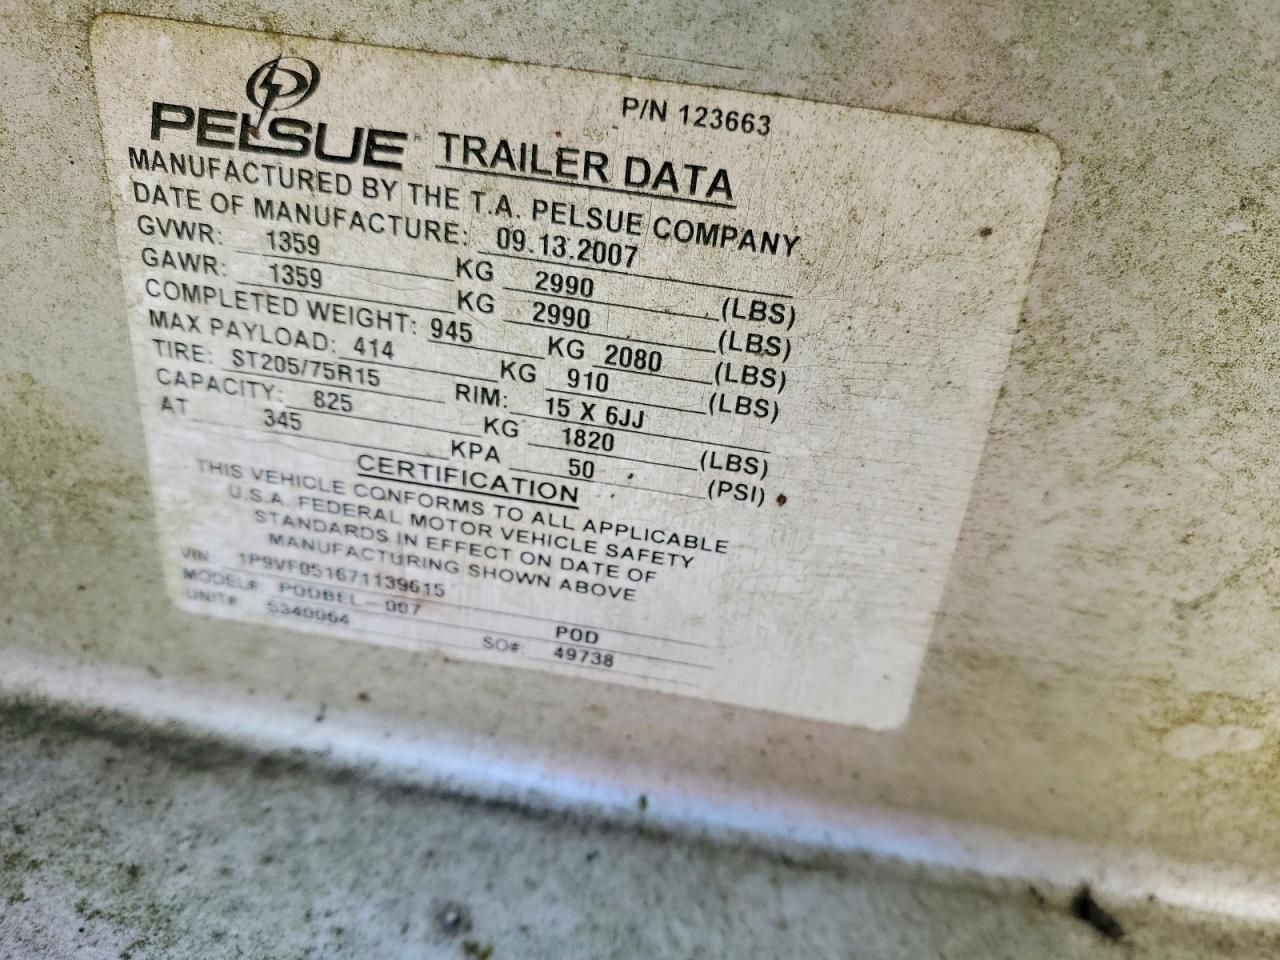 P/N 123663
PELSUE® TRAILER DATA
MANUFACTURED BY THE T.A. PELSUE COMPANY
DATE OF MANUFACTURE: 09.13.2007
GVWR: 1359 KG 2990 (LBS)
GAWR: 1359 KG 2990 (LBS)
COMPLETED WEIGHT: 945 KG 2080 (LBS)
MAX PAYLOAD: 414 KG 910 (LBS)
TIRE: ST205/75R15 RIM: 15 X 6JJ
CAPACITY: 825 KG 1820 (LBS)
AT 345 KPA 50 (PSI)
CERTIFICATION
THIS VEHICLE CONFORMS TO ALL APPLICABLE
U.S.A. FEDERAL MOTOR VEHICLE SAFETY
STANDARDS IN EFFECT ON DATE OF
MANUFACTURING SHOWN ABOVE
VIN 1P9VF051671139615
MODEL# PODBEL-007 POD
UNIT# 5340064 SO#: 49738